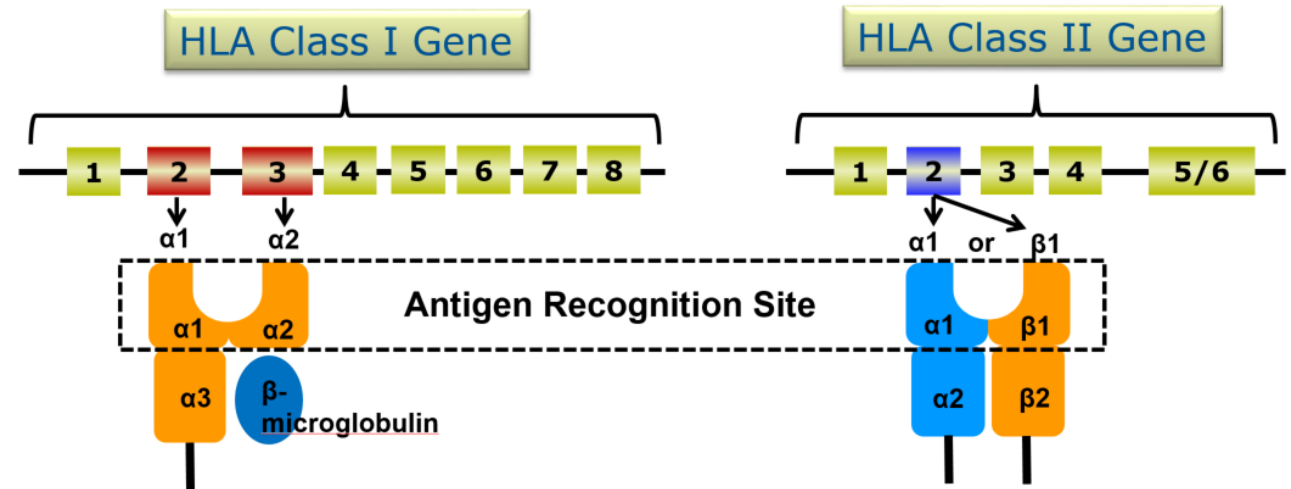 HLA Class I Gene
HLA Class II Gene
1 2 3 4 5 6 7 8
1 2 3 4 5/6
α1 α2
α1 or β1
Antigen Recognition Site
α1 α2
α1 β1
α3
β-
microglobulin
α2 β2